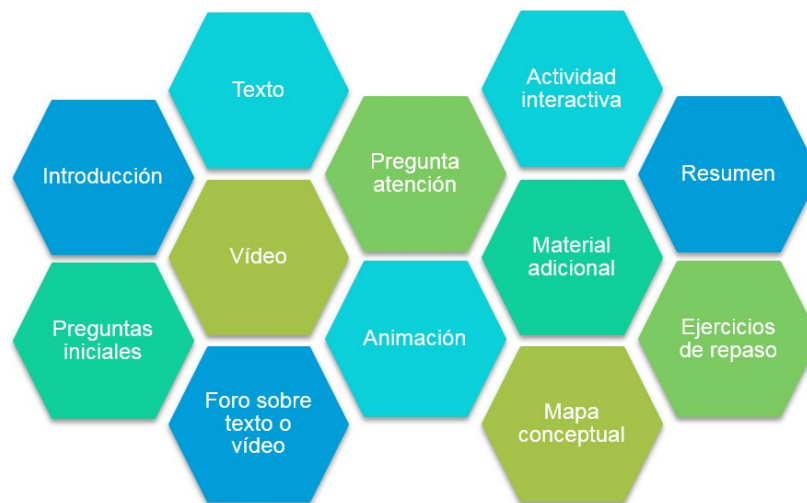 Introducción
Preguntas
iniciales
Texto
Vídeo
Foro sobre
texto o
vídeo
Pregunta
atención
Animación
Actividad
interactiva
Material
adicional
Mapa
conceptual
Resumen
Ejercicios
de repaso